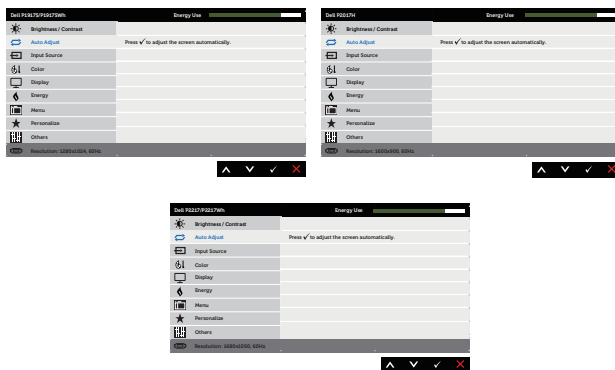 Dell P1917S/P1917SWh Energy Use
Brightness / Contrast
Auto Adjust Press ✓ to adjust the screen automatically.
Input Source
Color
Display
Energy
Menu
Personalize
Others
Resolution: 1280x1024, 60Hz
Dell P2017H Energy Use
Brightness / Contrast
Auto Adjust Press ✓ to adjust the screen automatically.
Input Source
Color
Display
Energy
Menu
Personalize
Others
Resolution: 1600x900, 60Hz
Dell P2217/P2217Wh Energy Use
Brightness / Contrast
Auto Adjust Press ✓ to adjust the screen automatically.
Input Source
Color
Display
Energy
Menu
Personalize
Others
Resolution: 1680x1050, 60Hz